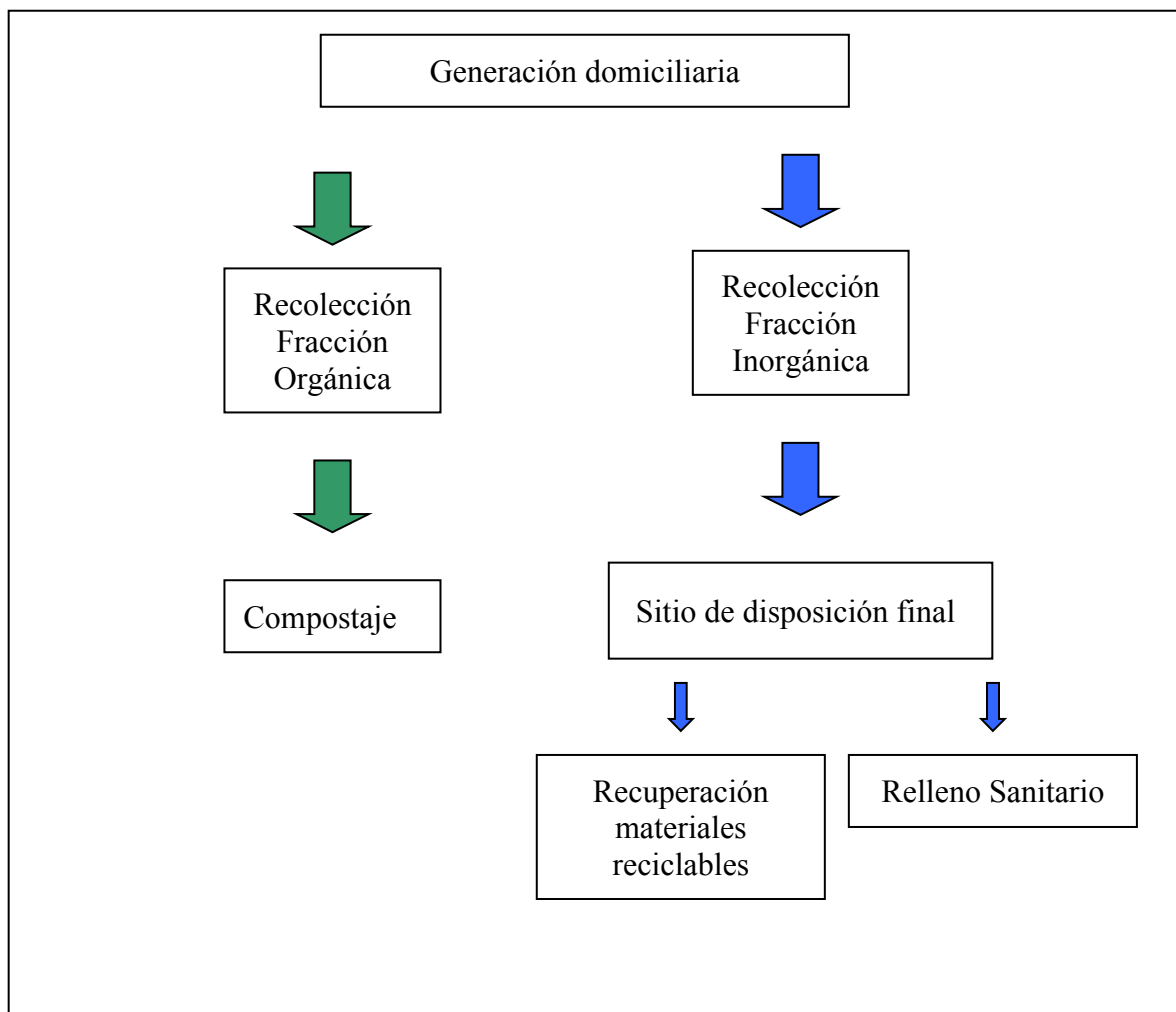 Generación domiciliaria
Recolección
Fracción
Orgánica
Recolección
Fracción
Inorgánica
Compostaje
Sitio de disposición final
Recuperación
materiales
reciclables
Relleno Sanitario